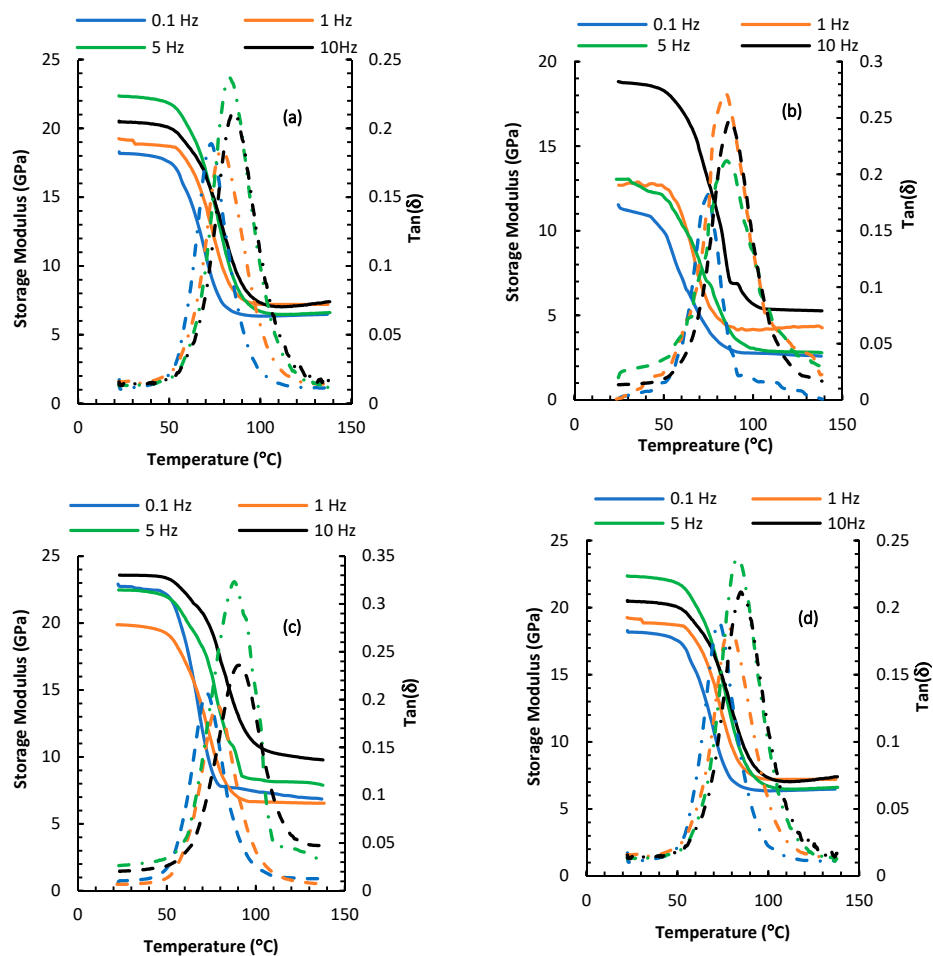 0.1 Hz 1 Hz
5 Hz 10Hz
25 0.25
20 0.2
15 0.15
10 0.1
5 0.05
0 0
0 50 100 150
Storage Modulus (GPa)
Tan(δ)
(a)
Temperature (°C)
0.1 Hz 1 Hz
5 Hz 10 Hz
20 0.3
0.25
15 0.2
10 0.15
0.1
5 0.05
0 0
0 50 100 150
Storage Modulus (GPa)
Tan(δ)
(b)
Tempreature (°C)
0.1 Hz 1 Hz
5 Hz 10 Hz
25 0.35
20 0.3
0.25
15 0.2
10 0.15
0.1
5 0.05
0 0
0 50 100 150
Storage Modulus (GPa)
Tan(δ)
(c)
Temperature (°C)
0.1 Hz 1 Hz
5 Hz 10Hz
25 0.25
20 0.2
15 0.15
10 0.1
5 0.05
0 0
0 50 100 150
Storage Modulus (GPa)
Tan(δ)
(d)
Temperature (°C)